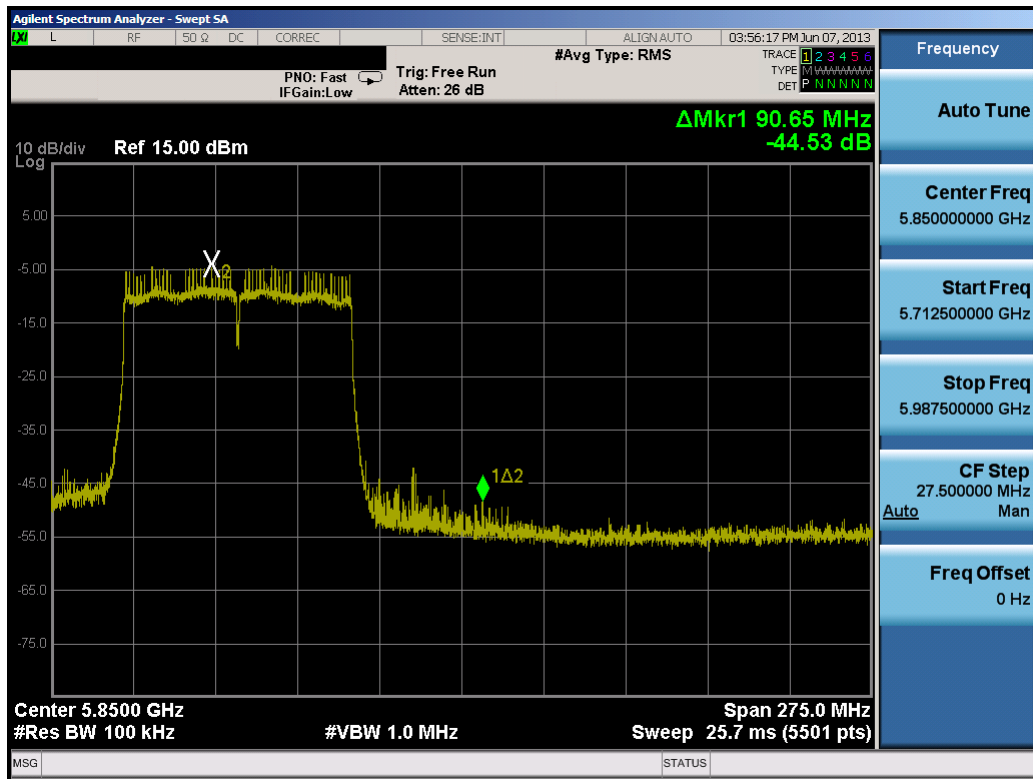 Agilent Spectrum Analyzer - Swept SA
LXI L RF 50 Ω DC CORREC SENSE:INT ALIGN AUTO 03:56:17 PM Jun 07, 2013
#Avg Type: RMS TRACE 1 2 3 4 5 6
PNO: Fast Trig: Free Run TYPE M W W W W W
IFGain:Low Atten: 26 dB DET P N N N N N
Frequency
ΔMkr1 90.65 MHz
-44.53 dB
10 dB/div Ref 15.00 dBm
Log
5.00
-5.00
-15.0
-25.0
-35.0
-45.0
-55.0
-65.0
-75.0
2
1Δ2
Center 5.8500 GHz Span 275.0 MHz
#Res BW 100 kHz #VBW 1.0 MHz Sweep 25.7 ms (5501 pts)
MSG STATUS
Auto Tune
Center Freq
5.850000000 GHz
Start Freq
5.712500000 GHz
Stop Freq
5.987500000 GHz
CF Step
27.500000 MHz
Auto Man
Freq Offset
0 Hz